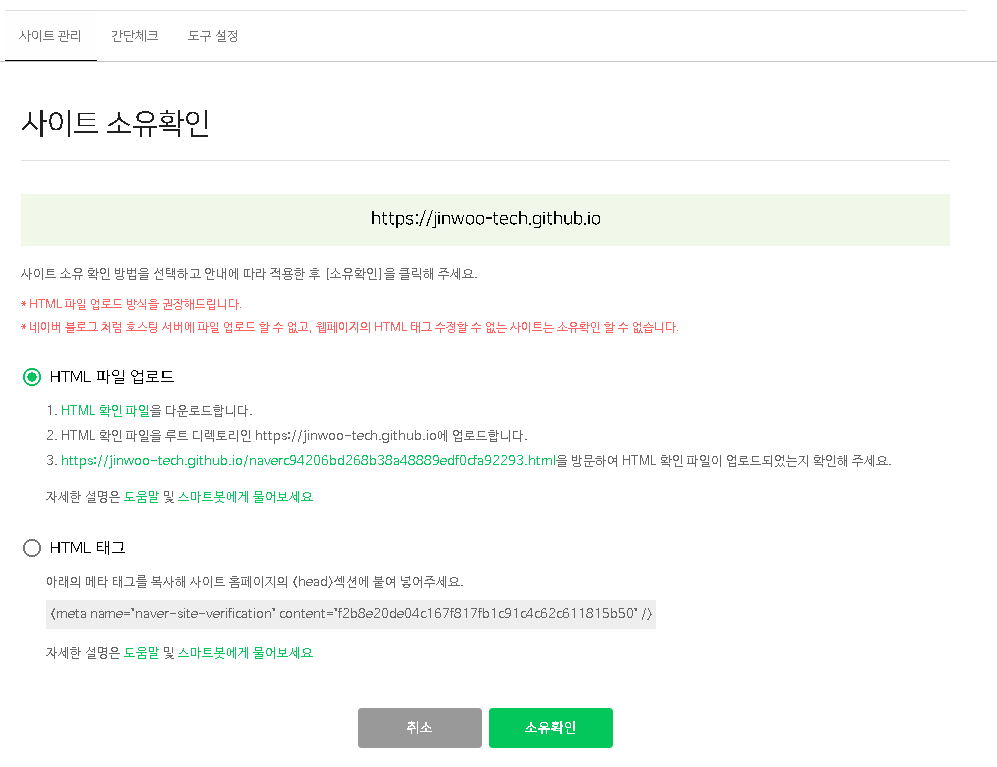 사이트 관리 간단체크 도구 설정
사이트 소유확인
https://jinwoo-tech.github.io
사이트 소유 확인 방법을 선택하고 안내에 따라 적용한 후 [소유확인]을 클릭해 주세요.
* HTML 파일 업로드 방식을 권장해드립니다.
* 네이버 블로그 처럼 호스팅 서버에 파일 업로드 할 수 없고, 웹페이지의 HTML 태그 수정할 수 없는 사이트는 소유확인 할 수 없습니다.
HTML 파일 업로드
1. HTML 확인 파일을 다운로드합니다.
2. HTML 확인 파일을 루트 디렉토리인 https://jinwoo-tech.github.io에 업로드합니다.
3. https://jinwoo-tech.github.io/naverc94206bd268b38a48889edf0cfa92293.html을 방문하여 HTML 확인 파일이 업로드되었는지 확인해 주세요.
자세한 설명은 도움말 및 스마트봇에게 물어보세요
HTML 태그
아래의 메타 태그를 복사해 사이트 홈페이지의 <head>섹션에 붙여 넣어주세요.
<meta name="naver-site-verification" content="f2b8e20de04c167f817fb1c91c4c62c611815b50" />
자세한 설명은 도움말 및 스마트봇에게 물어보세요
취소 소유확인